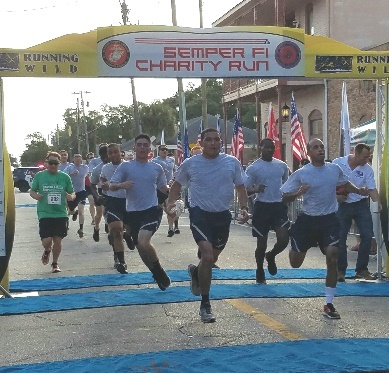 RUNNING
WILD
SEMPER FI
CHARITY RUN
RUNNING
WILD